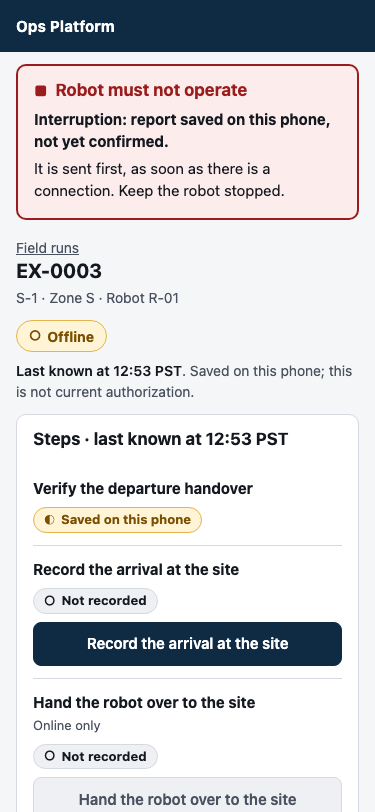 Ops Platform
Robot must not operate
Interruption: report saved on this phone,
not yet confirmed.
It is sent first, as soon as there is a
connection. Keep the robot stopped.
Field runs
EX-0003
S-1 · Zone S · Robot R-01
Offline
Last known at 12:53 PST. Saved on this phone; this
is not current authorization.
Steps · last known at 12:53 PST
Verify the departure handover
Saved on this phone
Record the arrival at the site
Not recorded
Record the arrival at the site
Hand the robot over to the site
Online only
Not recorded
Hand the robot over to the site